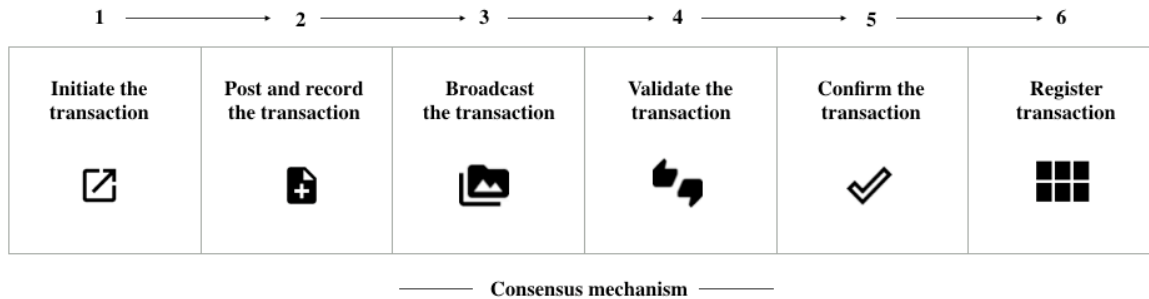 1 2 3 4 5 6
Initiate the
transaction
Post and record
the transaction
Broadcast
the transaction
Validate the
transaction
Confirm the
transaction
Register
transaction
Consensus mechanism